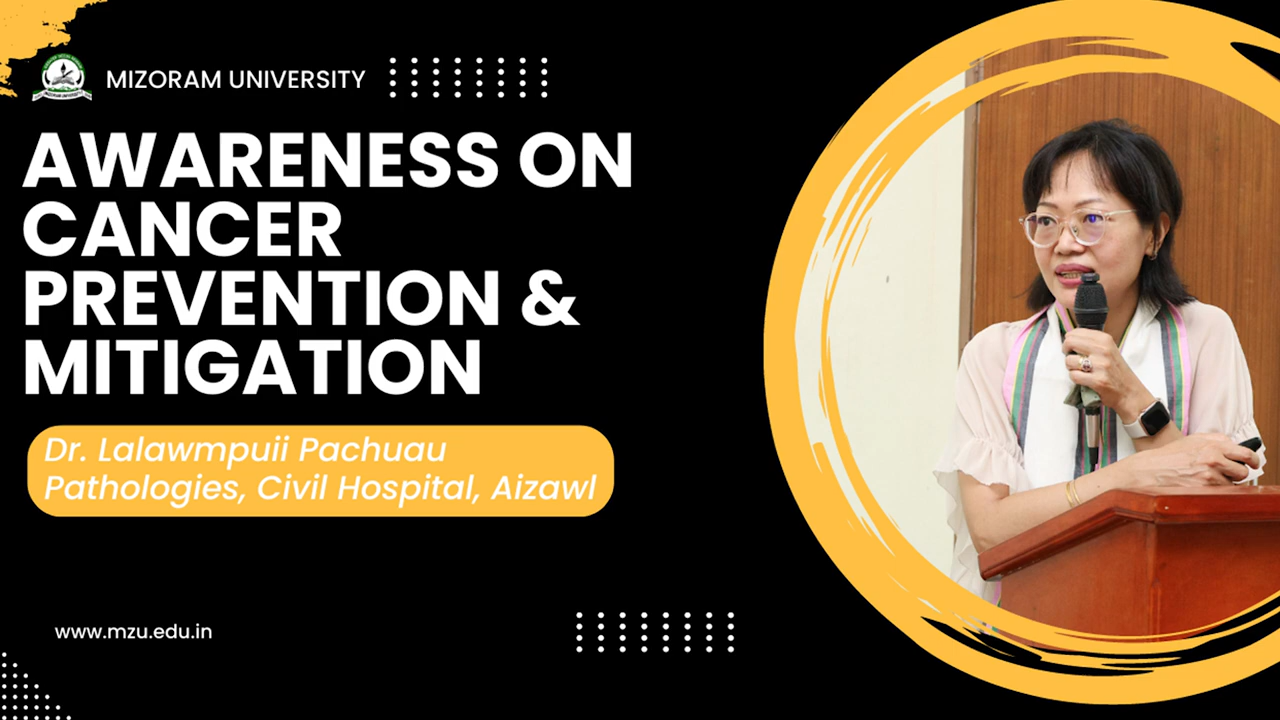 MIZORAM UNIVERSITY
AWARENESS ON
CANCER
PREVENTION &
MITIGATION
Dr. Lalawmpuii Pachuau
Pathologies, Civil Hospital, Aizawl
www.mzu.edu.in